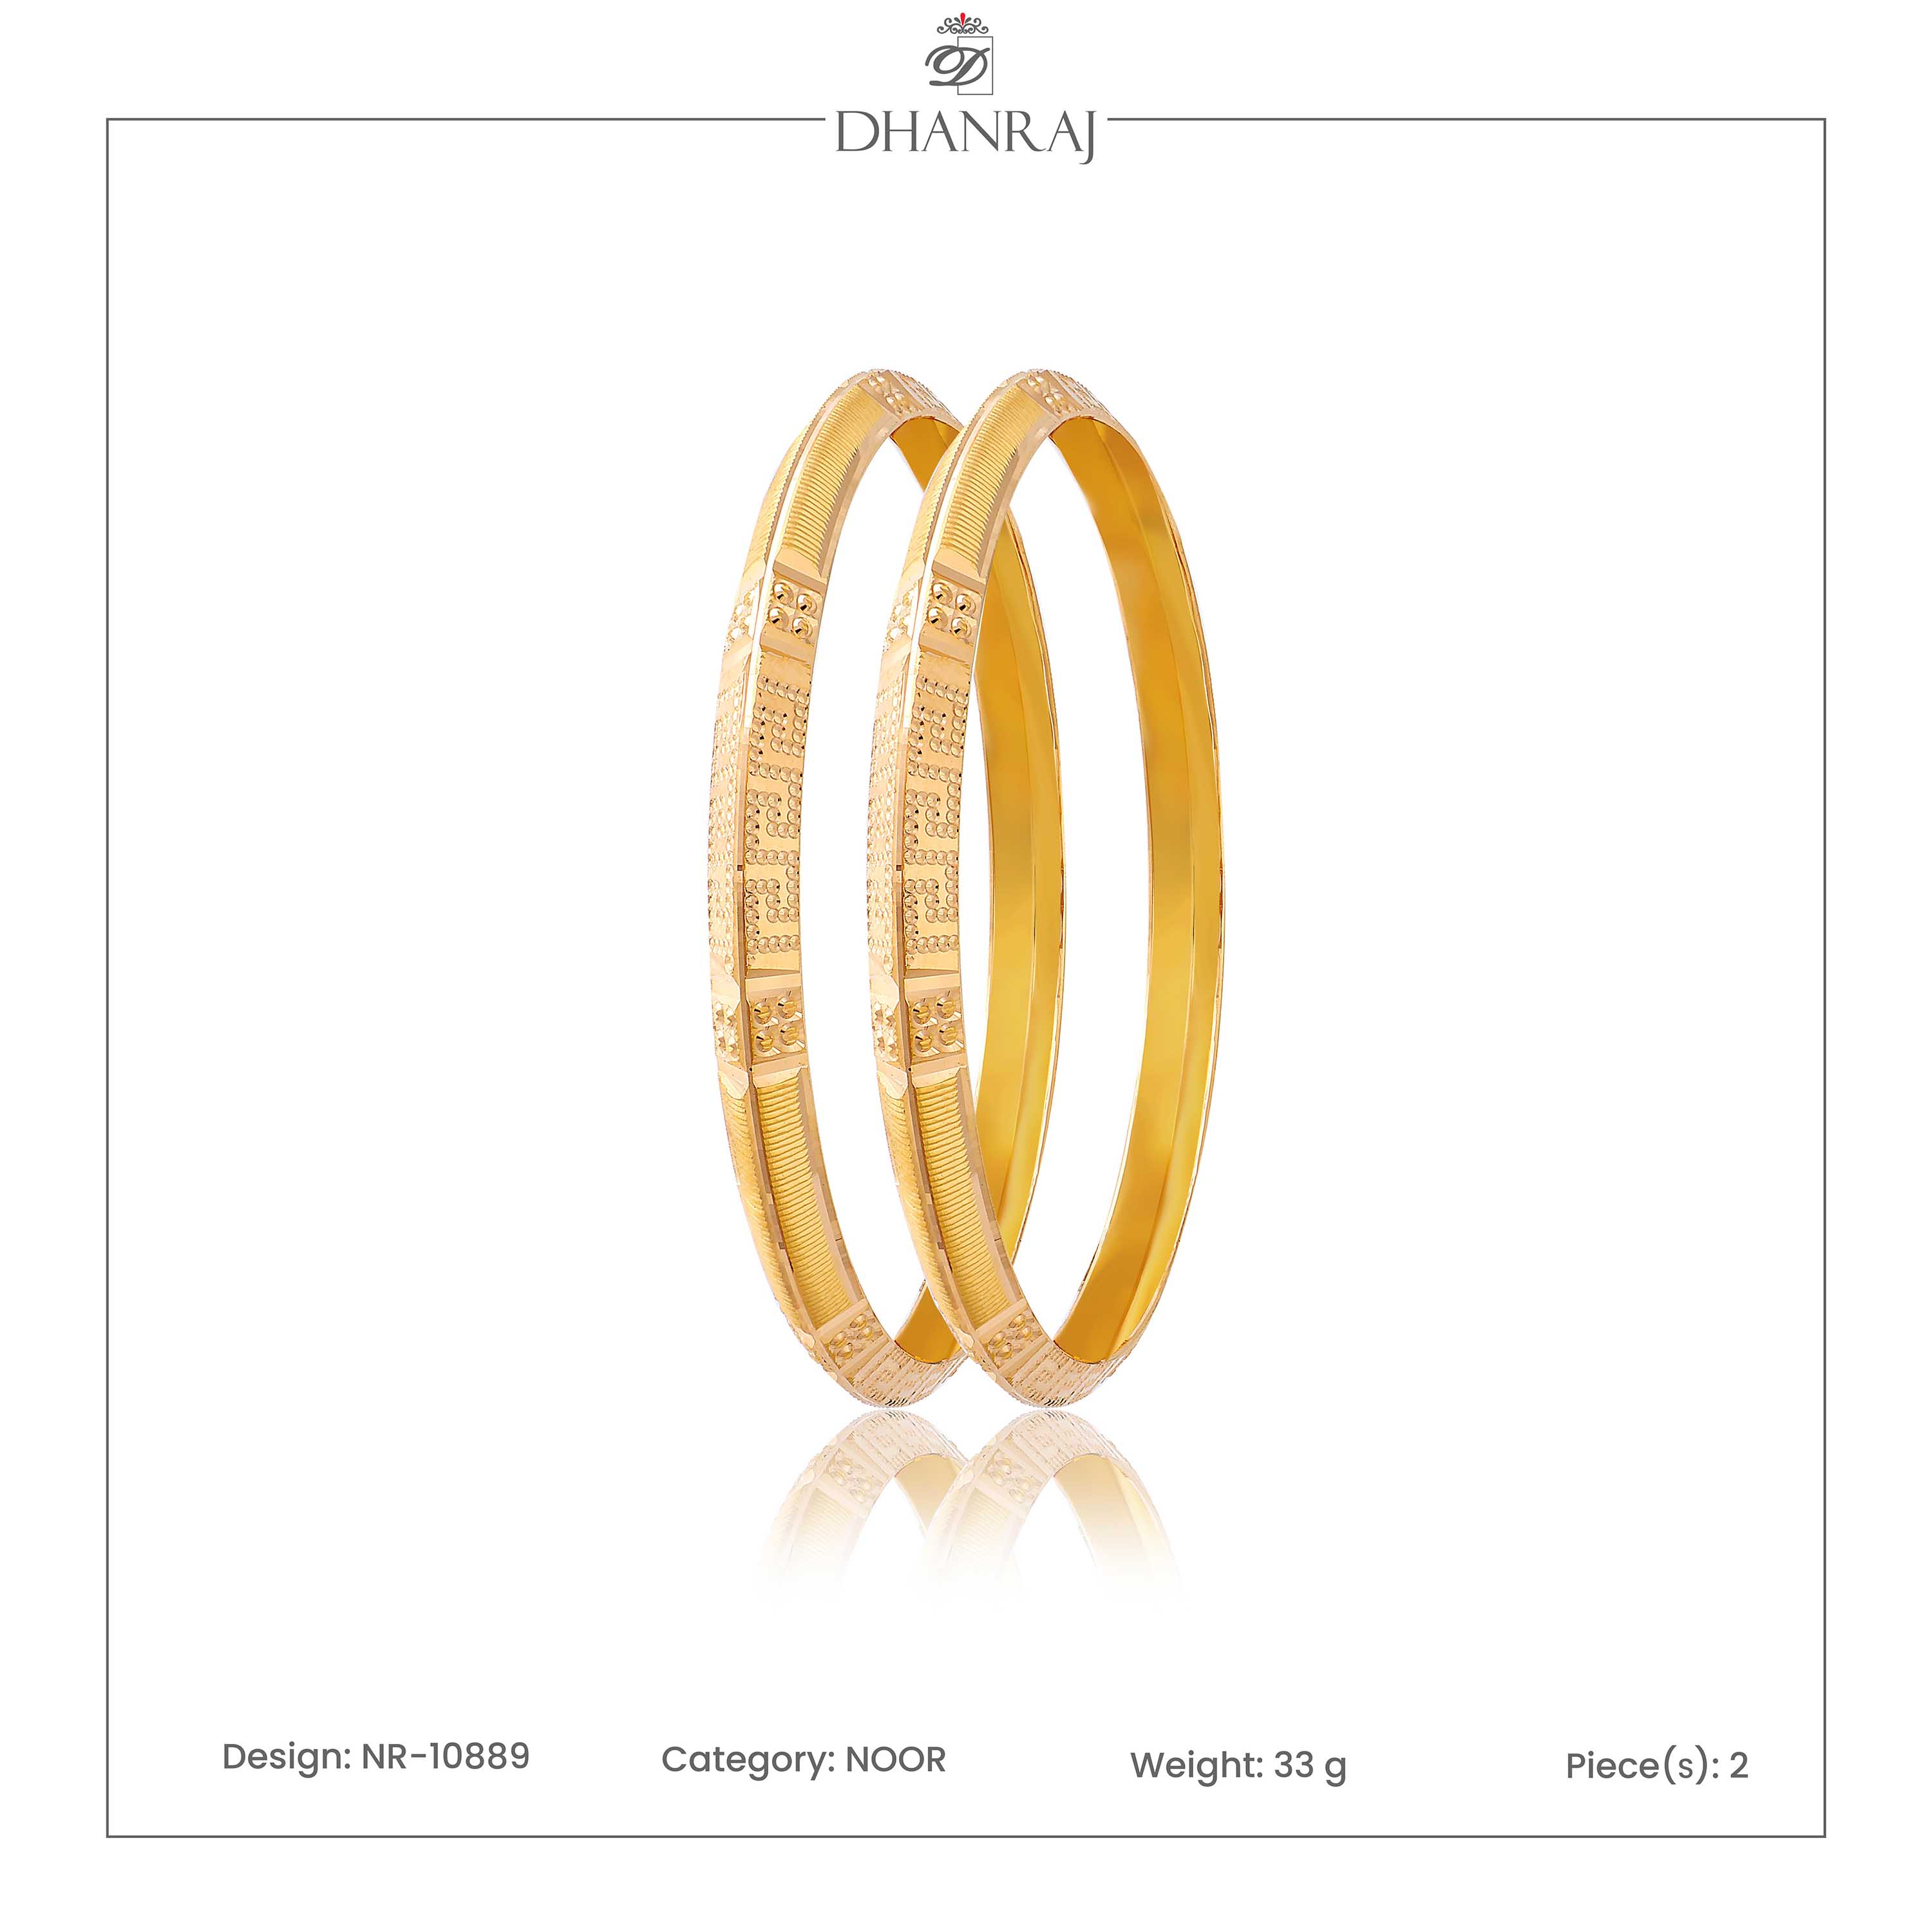 D
DHANRAJ
Design: NR-10889
Category: NOOR
Weight: 33 g
Piece(s): 2